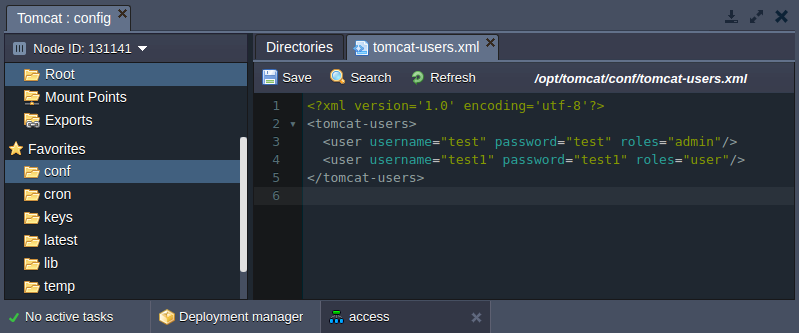 Tomcat : config
Node ID: 131141
Root
Mount Points
Exports
Favorites
conf
cron
keys
latest
lib
temp
Directories
tomcat-users.xml
Save
Search
Refresh
/opt/tomcat/conf/tomcat-users.xml
1 <?xml version='1.0' encoding='utf-8'?>
2 <tomcat-users>
3 <user username="test" password="test" roles="admin"/>
4 <user username="test1" password="test1" roles="user"/>
5 </tomcat-users>
6
No active tasks
Deployment manager
access